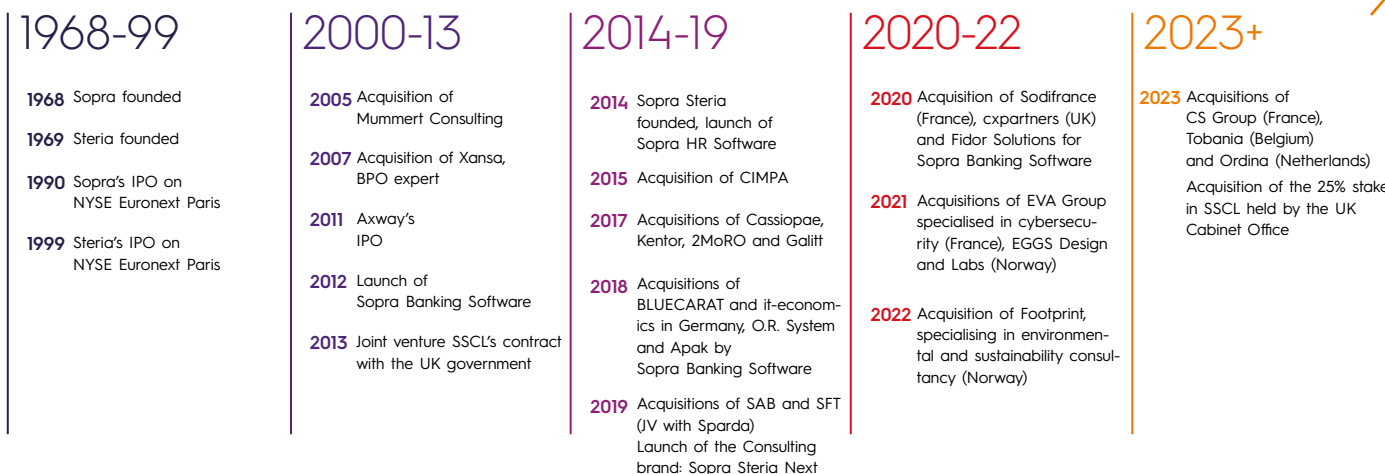 1968-99
1968 Sopra founded
1969 Steria founded
1990 Sopra's IPO on
NYSE Euronext Paris
1999 Steria's IPO on
NYSE Euronext Paris
2000-13
2005 Acquisition of
Mummert Consulting
2007 Acquisition of Xansa,
BPO expert
2011 Axway's
IPO
2012 Launch of
Sopra Banking Software
2013 Joint venture SSCL's contract
with the UK government
2014-19
2014 Sopra Steria
founded, launch of
Sopra HR Software
2015 Acquisition of CIMPA
2017 Acquisitions of Cassiopae,
Kentor, 2MoRO and Galitt
2018 Acquisitions of
BLUECARAT and it-econom-
ics in Germany, O.R. System
and Apak by
Sopra Banking Software
2019 Acquisitions of SAB and SFT
(JV with Sparda)
Launch of the Consulting
brand: Sopra Steria Next
2020-22
2020 Acquisition of Sodifrance
(France), cxpartners (UK)
and Fidor Solutions for
Sopra Banking Software
2021 Acquisitions of EVA Group
specialised in cybersecu-
rity (France), EGGS Design
and Labs (Norway)
2022 Acquisition of Footprint,
specialising in environmen-
tal and sustainability consul-
tancy (Norway)
2023+
2023 Acquisitions of
CS Group (France),
Tobania (Belgium)
and Ordina (Netherlands)
Acquisition of the 25% stake
in SSCL held by the UK
Cabinet Office